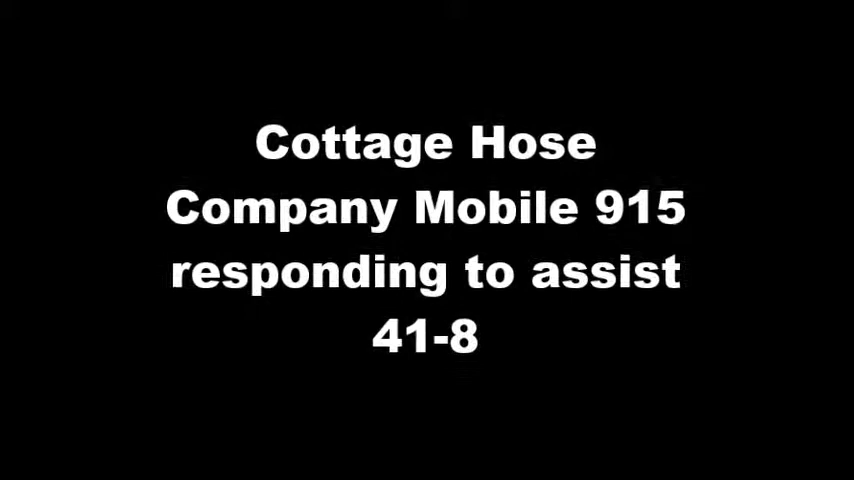 Cottage Hose
Company Mobile 915
responding to assist
41-8